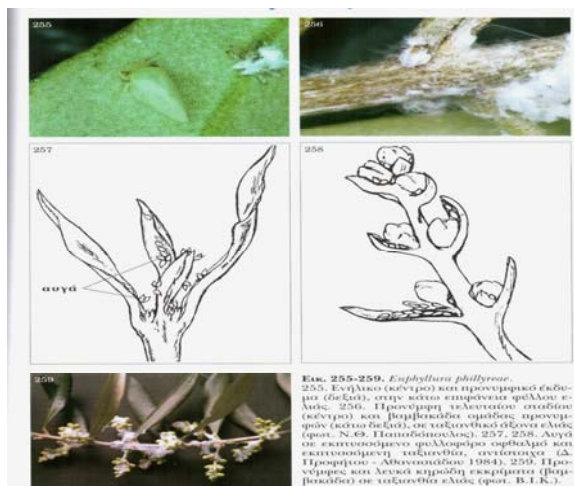 255
256
257
258
αυγά
259
Εικ. 255-259. Euphyllura phillyreae.
255. Ενήλικο (κέντρο) και προνυμφικό έκδυ-
μα (δεξιά), στην κάτω επιφάνεια φύλλου ε-
λιάς. 256. Προνύμφη τελευταίου σταδίου
(κέντρο) και βαμβακάδα ομάδας προνυμ-
φών (κάτω δεξιά), σε ταξιανθικό άξονα ελιάς
(φωτ. Ν.Θ. Παπαδόπουλος). 257, 258. Αυγά
σε εκπτυσσόμενο φυλλοφόρο οφθαλμό και
εκπτυσσόμενη ταξιανθία, αντίστοιχα (Δ.
Προφήτου - Αθανασιάδου 1984). 259. Προ-
νύμφες και λευκά κηρώδη εκκρίματα (βαμ-
βακάδα) σε ταξιανθία ελιάς (φωτ. Β.Ι.Κ.).